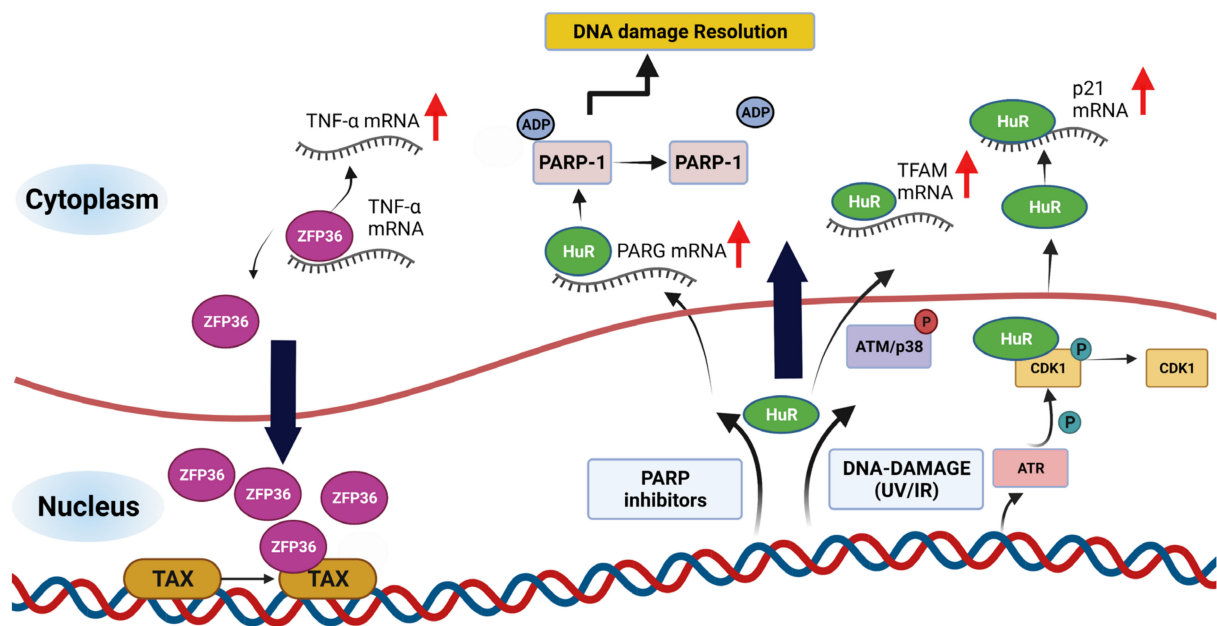 DNA damage Resolution
TNF-α mRNA
ADP
ADP
p21
mRNA
HuR
PARP-1
PARP-1
TFAM
mRNA
Cytoplasm
TNF-α
mRNA
ZFP36
HuR
HuR
HuR
PARG mRNA
ZFP36
P
ATM/p38
HuR
P
CDK1
CDK1
HuR
P
ATR
PARP
inhibitors
DNA-DAMAGE
(UV/IR)
Nucleus
ZFP36
ZFP36
ZFP36
ZFP36
TAX
TAX